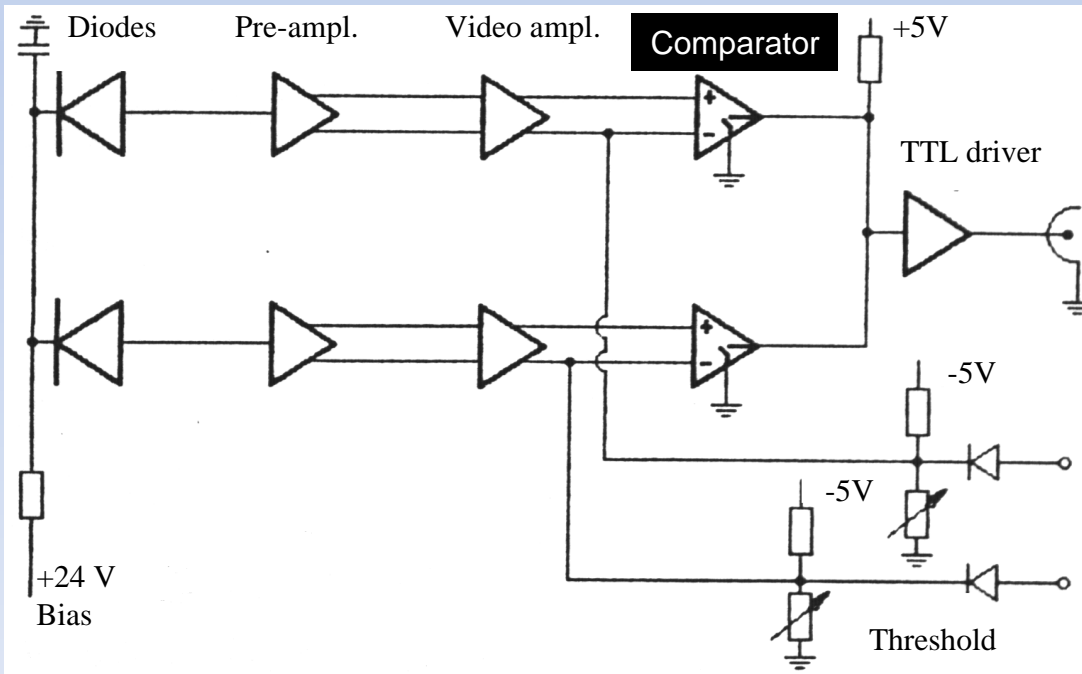 Diodes
Pre-ampl.
Video ampl.
Comparator
+5V
+
-
TTL driver
+
-
-5V
-5V
+24 V
Bias
Threshold